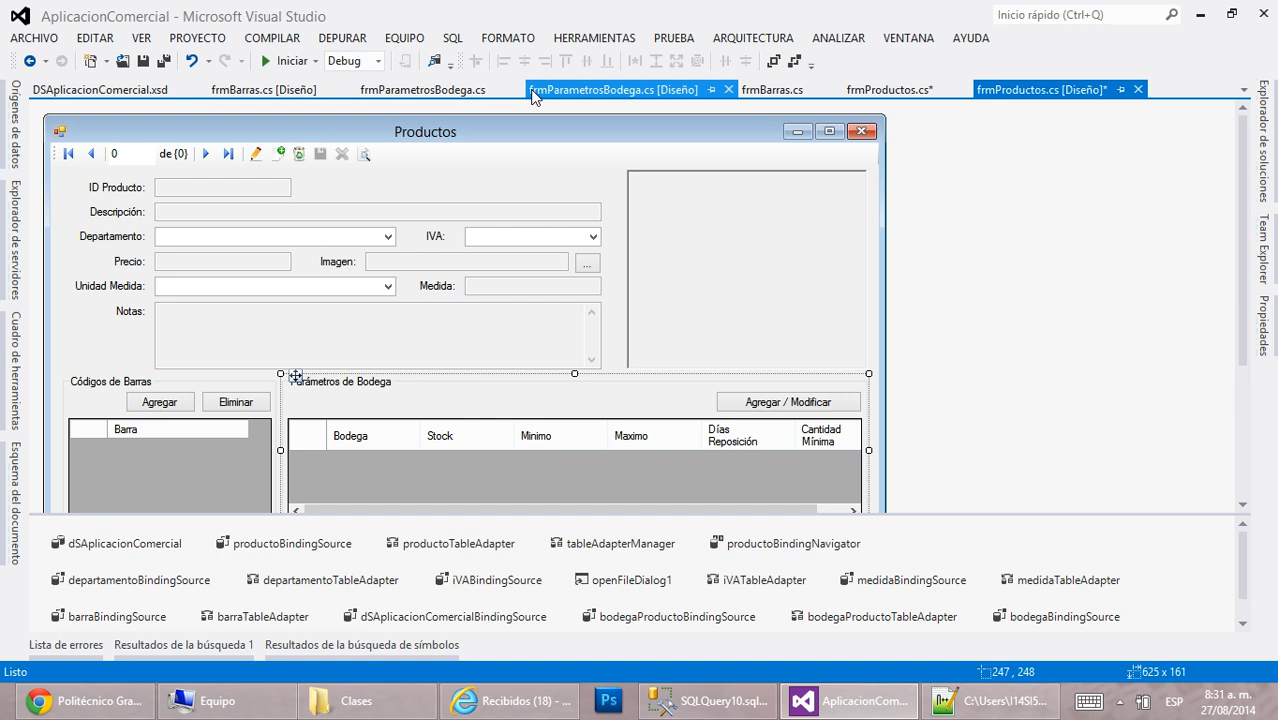 AplicacionComercial - Microsoft Visual Studio
Inicio rápido (Ctrl+Q)
ARCHIVO EDITAR VER PROYECTO COMPILAR DEPURAR EQUIPO SQL FORMATO HERRAMIENTAS PRUEBA ARQUITECTURA ANALIZAR VENTANA AYUDA
Iniciar Debug
DSAplicacionComercial.xsd frmBarras.cs [Diseño] frmParametrosBodega.cs frmParametrosBodega.cs [Diseño] frmBarras.cs frmProductos.cs* frmProductos.cs [Diseño]*
Orígenes de datos
Explorador de servidores
Cuadro de herramientas
Esquema del documento
Productos
0 de {0}
ID Producto:
Descripción:
Departamento: IVA:
Precio: Imagen: ...
Unidad Medida: Medida:
Notas:
Códigos de Barras
Agregar Eliminar
Barra
Parámetros de Bodega
Agregar / Modificar
Bodega Stock Minimo Maximo Días Reposición Cantidad Mínima
Explorador de soluciones
Team Explorer
Propiedades
dSAplicacionComercial productoBindingSource productoTableAdapter tableAdapterManager productoBindingNavigator
departamentoBindingSource departamentoTableAdapter iVABindingSource openFileDialog1 iVATableAdapter medidaBindingSource medidaTableAdapter
barraBindingSource barraTableAdapter dSAplicacionComercialBindingSource bodegaProductoBindingSource bodegaProductoTableAdapter bodegaBindingSource
Lista de errores Resultados de la búsqueda 1 Resultados de la búsqueda de símbolos
Listo 247 , 248 625 x 161
Politécnico Gra... Equipo Clases Recibidos (18) - ... Ps SQLQuery10.sql... AplicacionCom... C:\Users\I14SI5... ESP 8:31 a. m.
27/08/2014